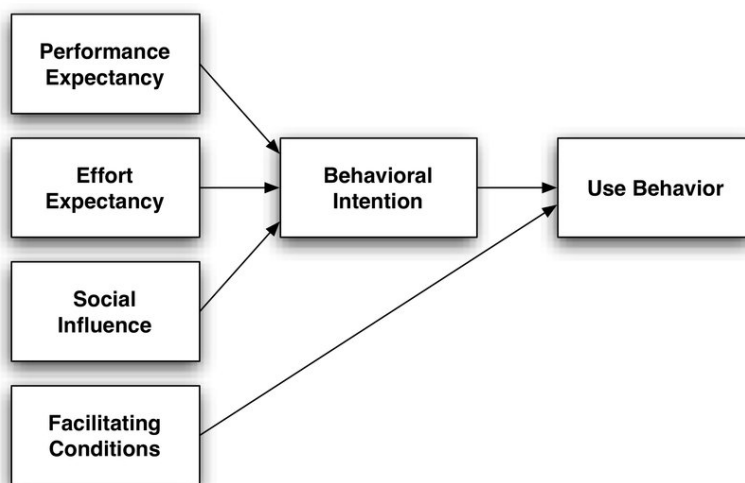 Performance
Expectancy
Effort
Expectancy
Social
Influence
Facilitating
Conditions
Behavioral
Intention
Use Behavior